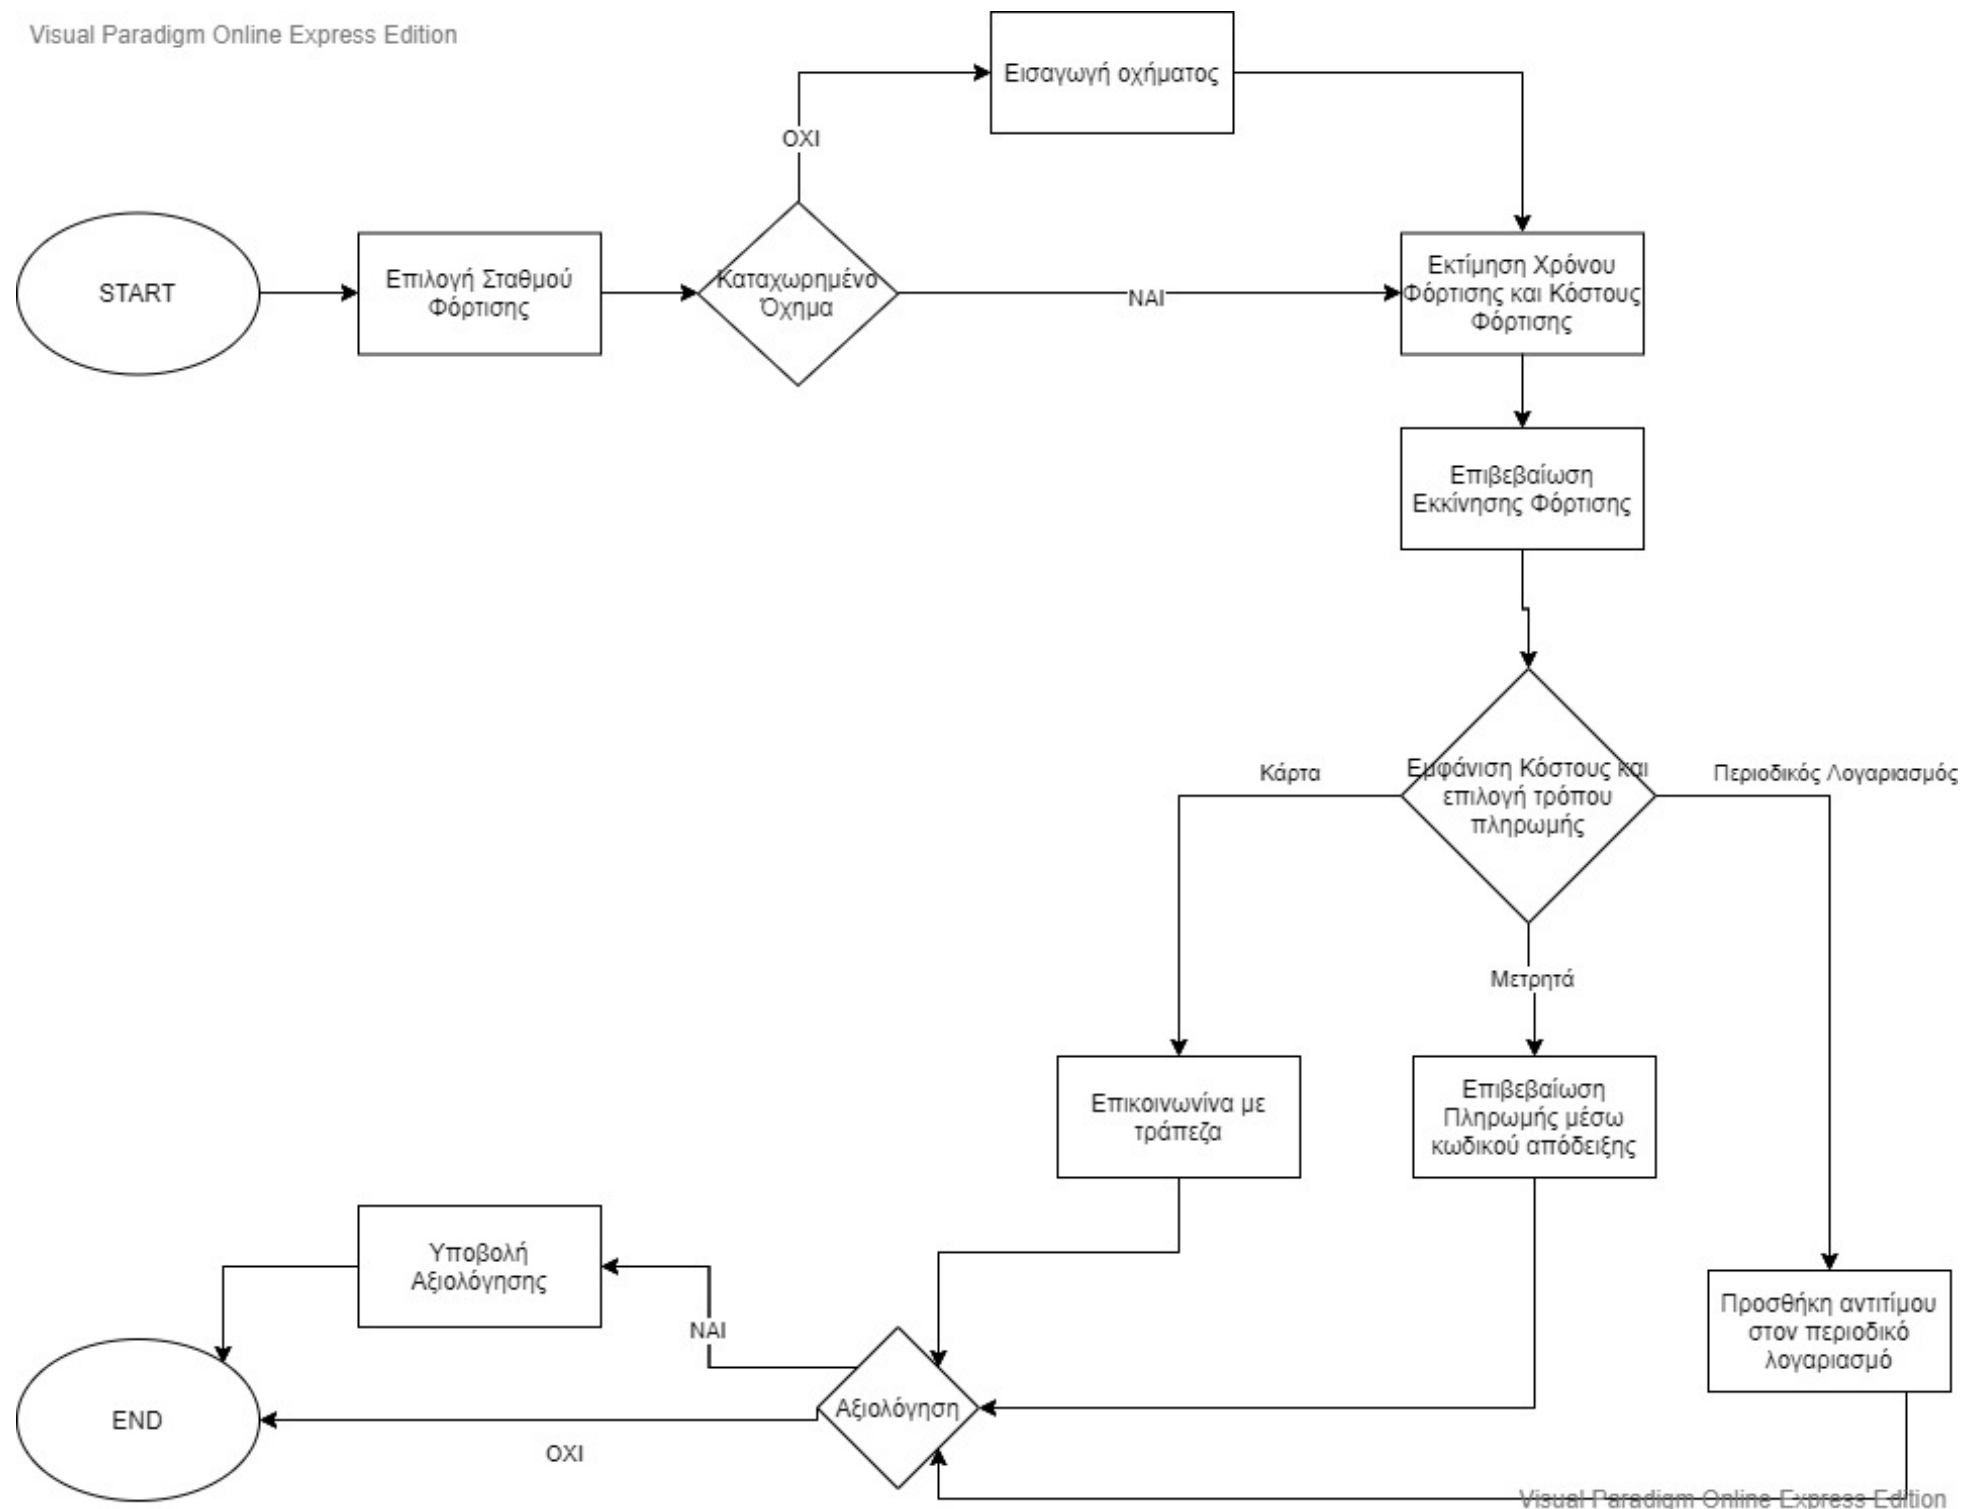 Visual Paradigm Online Express Edition
Εισαγωγή οχήματος
ΟΧΙ
START
Επιλογή Σταθμού
Φόρτισης
Καταχωρημένο
Όχημα
ΝΑΙ
Εκτίμηση Χρόνου
Φόρτισης και Κόστους
Φόρτισης
Επιβεβαίωση
Εκκίνησης Φόρτισης
Εμφάνιση Κόστους και
επιλογή τρόπου
πληρωμής
Κάρτα
Περιοδικός Λογαριασμός
Μετρητά
Επικοινωνίνα με
τράπεζα
Επιβεβαίωση
Πληρωμής μέσω
κωδικού απόδειξης
Προσθήκη αντιτίμου
στον περιοδικό
λογαριασμό
Υποβολή
Αξιολόγησης
ΝΑΙ
Αξιολόγηση
END
ΟΧΙ
Visual Paradigm Online Express Edition